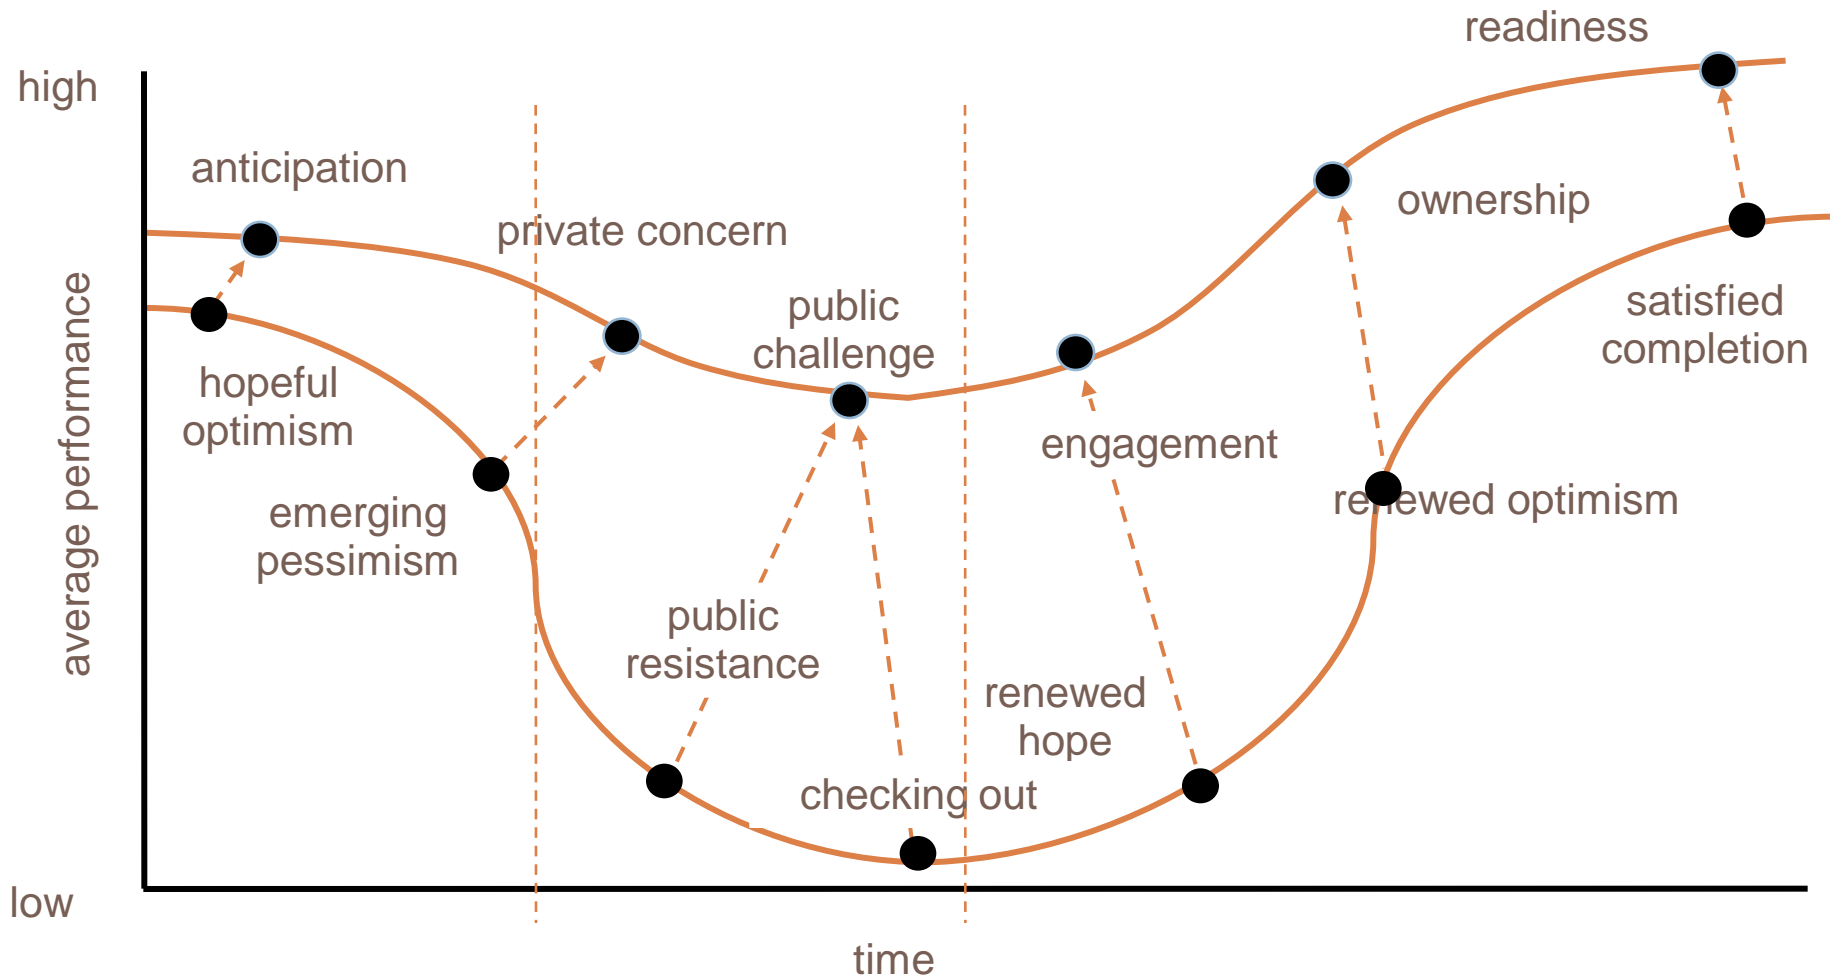 readiness
high
anticipation
ownership
private concern
public
challenge
satisfied
completion
hopeful
optimism
engagement
renewed optimism
emerging
pessimism
average performance
public
resistance
renewed
hope
checking out
low
time